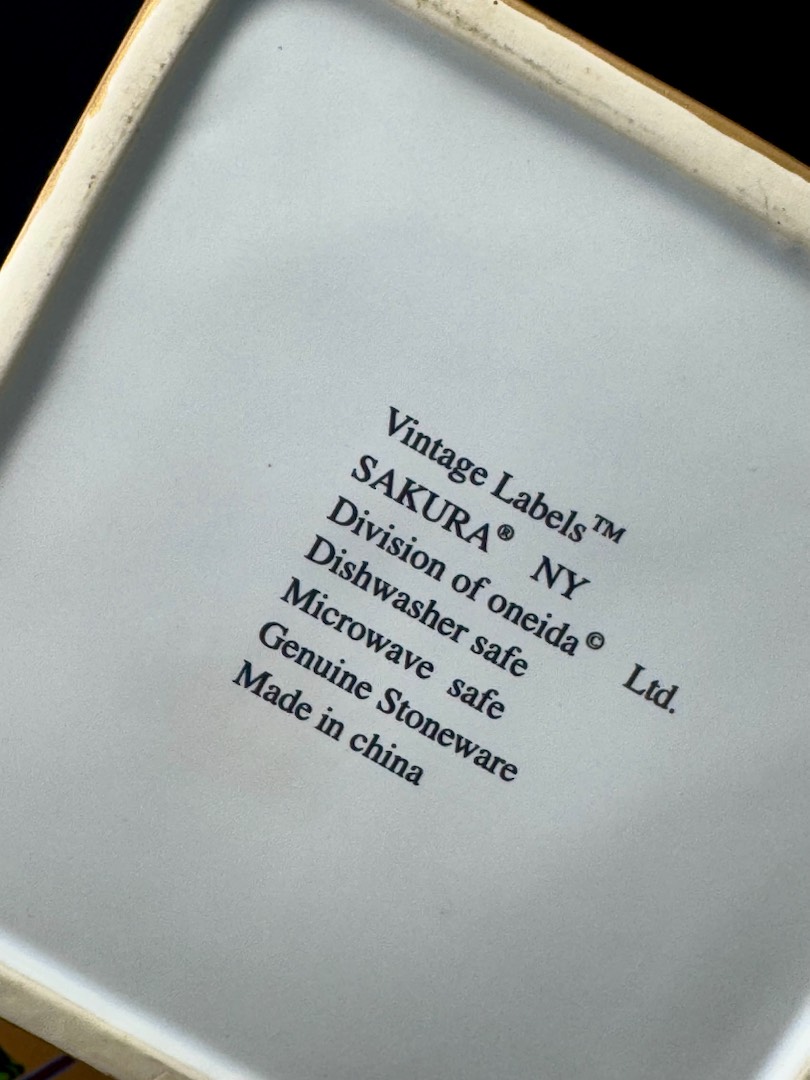 Vintage Labels™
SAKURA® NY
Division of oneida© Ltd.
Dishwasher safe
Microwave safe
Genuine Stoneware
Made in china